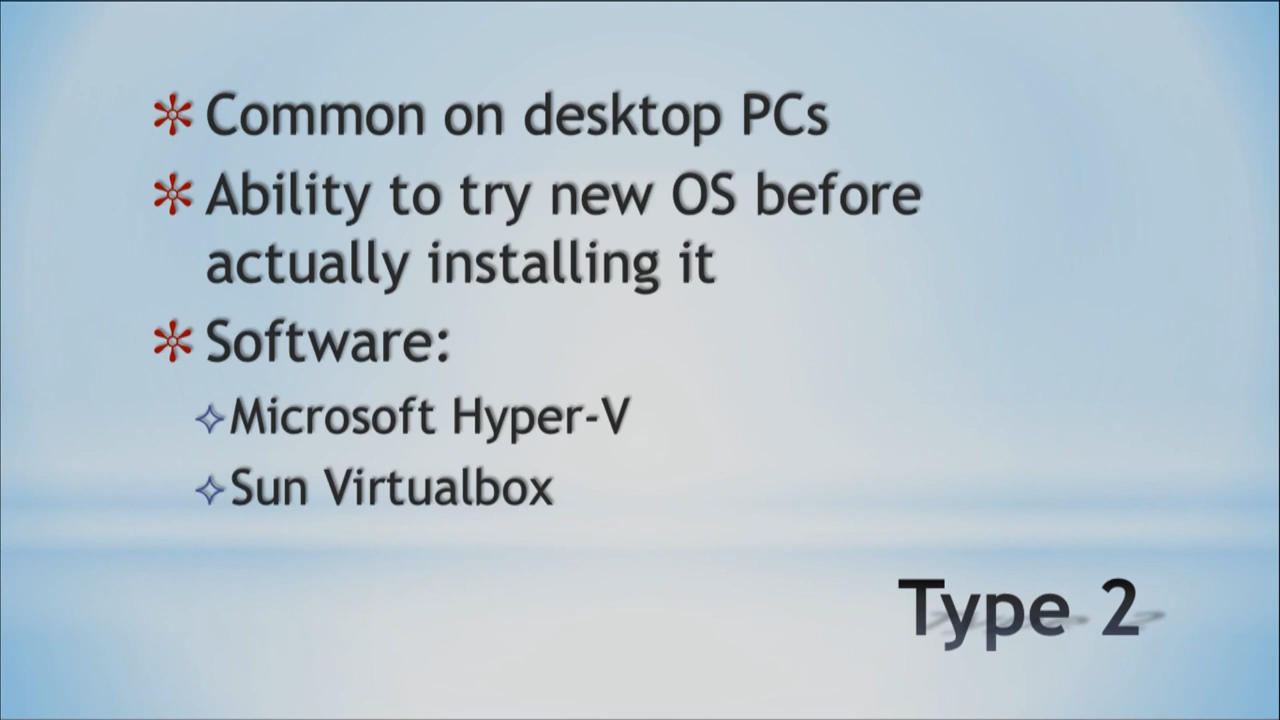 Common on desktop PCs
Ability to try new OS before
actually installing it
Software:
Microsoft Hyper-V
Sun Virtualbox
Type 2